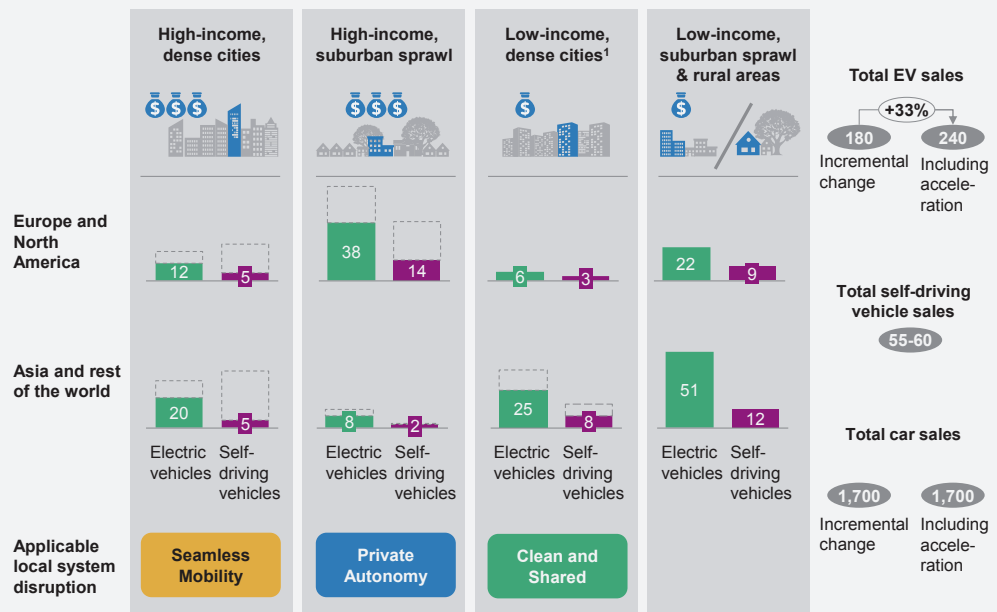 High-income,
dense cities
High-income,
suburban sprawl
Low-income,
dense cities¹
Low-income,
suburban sprawl
& rural areas
$ $ $
$ $ $
$
$
Total EV sales
+33%
180
240
Incremental
change
Including
accele-
ration
Europe and
North
America
12
5
38
14
6
3
22
9
Total self-driving
vehicle sales
55-60
Asia and rest
of the world
20
5
8
2
25
8
51
12
Electric
vehicles
Self-
driving
vehicles
Electric
vehicles
Self-
driving
vehicles
Electric
vehicles
Self-
driving
vehicles
Electric
vehicles
Self-
driving
vehicles
Total car sales
1,700
1,700
Incremental
change
Including
accele-
ration
Applicable
local system
disruption
Seamless
Mobility
Private
Autonomy
Clean and
Shared